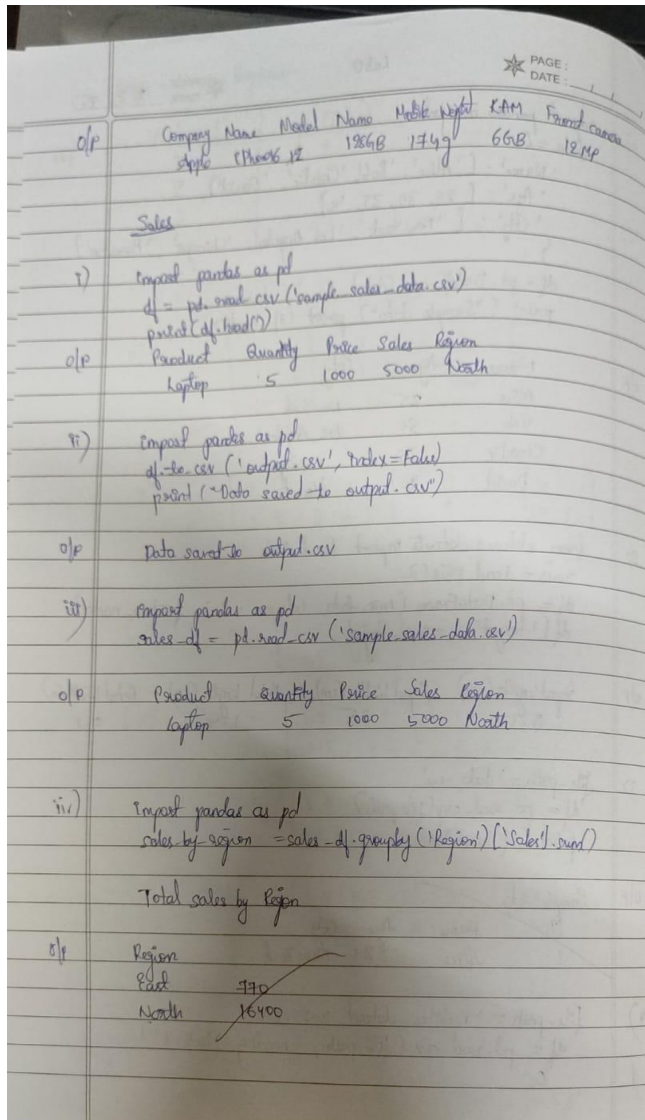 PAGE:
DATE:
o/p Company Name Model Name Mobile Weight RAM Front camera
Apple iPhone 12 128GB 174g 6GB 12MP
Sales
i) import pandas as pd
df = pd.read_csv ('sample_sales_data.csv')
print(df.head())
o/p Product Quantity Price Sales Region
Laptop 5 1000 5000 North
ii) import pandas as pd
df.to_csv ('output.csv', index=False)
print ("Data saved to output.csv")
o/p Data saved to output.csv
iii) import pandas as pd
sales_df = pd.read_csv ('sample_sales_data.csv')
o/p Product Quantity Price Sales Region
Laptop 5 1000 5000 North
iv) import pandas as pd
sales_by_region = sales_df.groupby ('Region') ['Sales'].sum()
Total sales by Region
o/p Region
East 770
North 16400